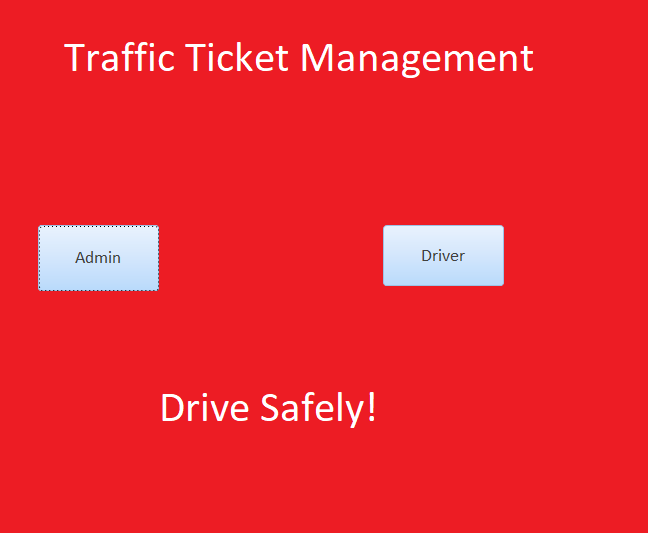 Traffic Ticket Management
Admin
Driver
Drive Safely!